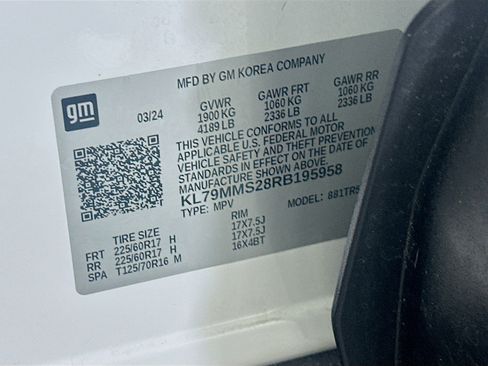 MFD BY GM KOREA COMPANY
gm
03/24
GVWR GAWR FRT GAWR RR
1900 KG 1060 KG 1060 KG
4189 LB 2336 LB 2336 LB
THIS VEHICLE CONFORMS TO ALL
APPLICABLE U.S. FEDERAL MOTOR
VEHICLE SAFETY AND THEFT PREVENTION
STANDARDS IN EFFECT ON THE DATE OF
MANUFACTURE SHOWN ABOVE.
KL79MMS28RB195958
TYPE: MPV MODEL: 881TR5
TIRE SIZE RIM
FRT 225/60R17 H 17X7.5J
RR 225/60R17 H 17X7.5J
SPA T125/70R16 M 16X4BT